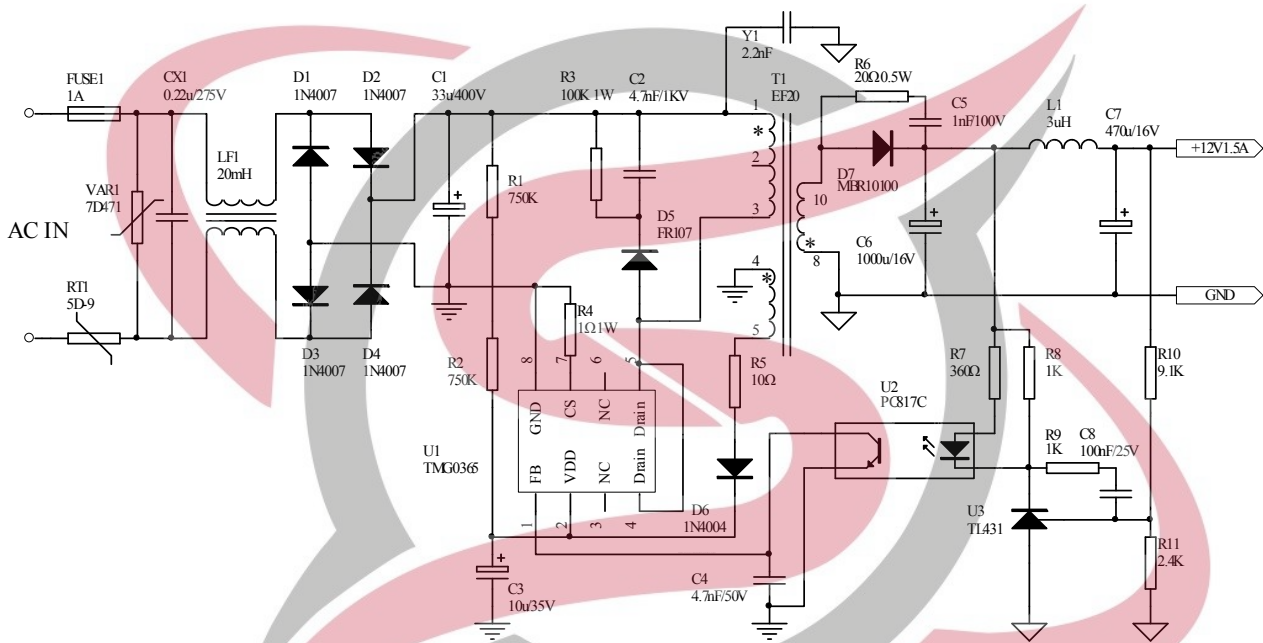 Y1
2.2nF
R6
20Ω0.5W
FUSE1
1A
CX1
0.22u/275V
D1
1N4007
D2
1N4007
C1
33u/400V
R3
100K 1W
C2
4.7nF/1KV
T1
EF20
C5
1nF/100V
L1
3uH
C7
470u/16V
1
*
2
3
+12V1.5A
LF1
20mH
VAR1
7D471
R1
750K
D5
FR107
D7
MBR10100
10
*
8
C6
1000u/16V
AC IN
4
*
5
GND
RT1
5D-9
R4
1Ω1W
D3
1N4007
D4
1N4007
R2
750K
8
7
6
5
R5
10Ω
R7
360Ω
R8
1K
R10
9.1K
U2
PC817C
GND
CS
NC
Drain
U1
TMG0365
FB
VDD
NC
Drain
R9
1K
C8
100nF/25V
1
2
3
4
D6
1N4004
U3
TL431
R11
2.4K
C3
10u/35V
C4
4.7nF/50V
+
+
+
+